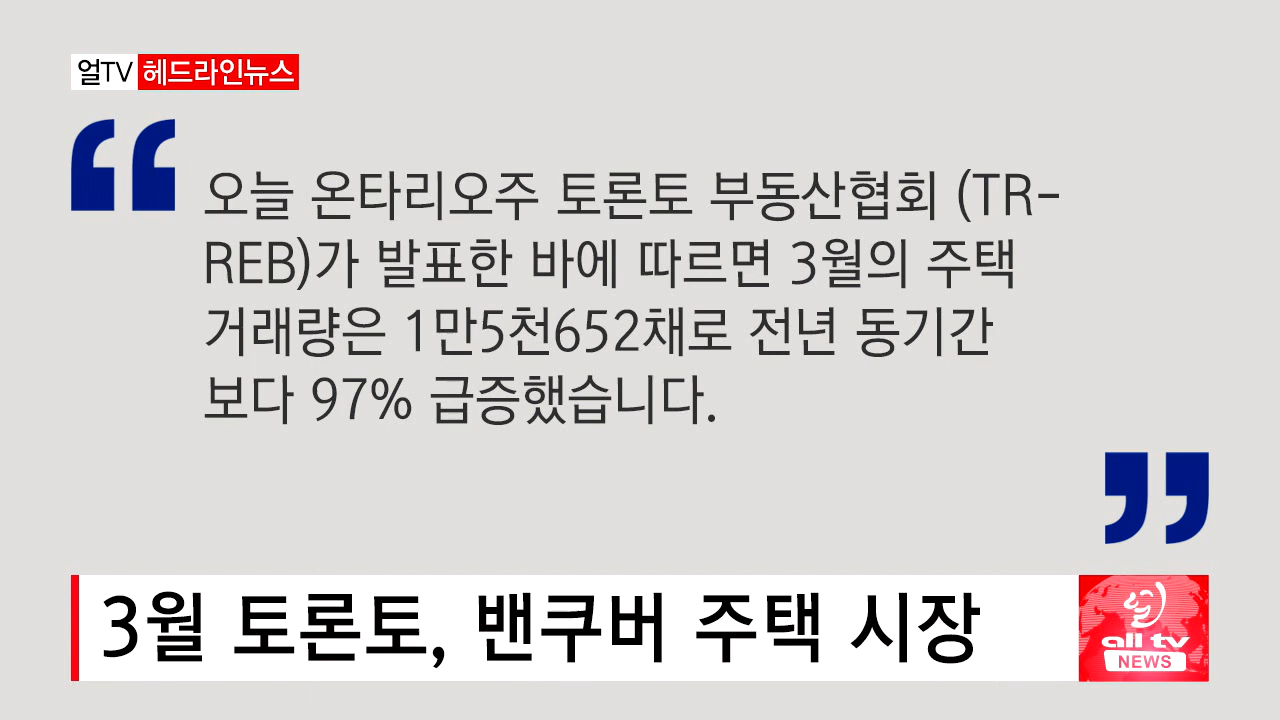 얼TV 헤드라인뉴스
오늘 온타리오주 토론토 부동산협회 (TR-
REB)가 발표한 바에 따르면 3월의 주택
거래량은 1만5천652채로 전년 동기간
보다 97% 급증했습니다.
3월 토론토, 밴쿠버 주택 시장
all tv
NEWS